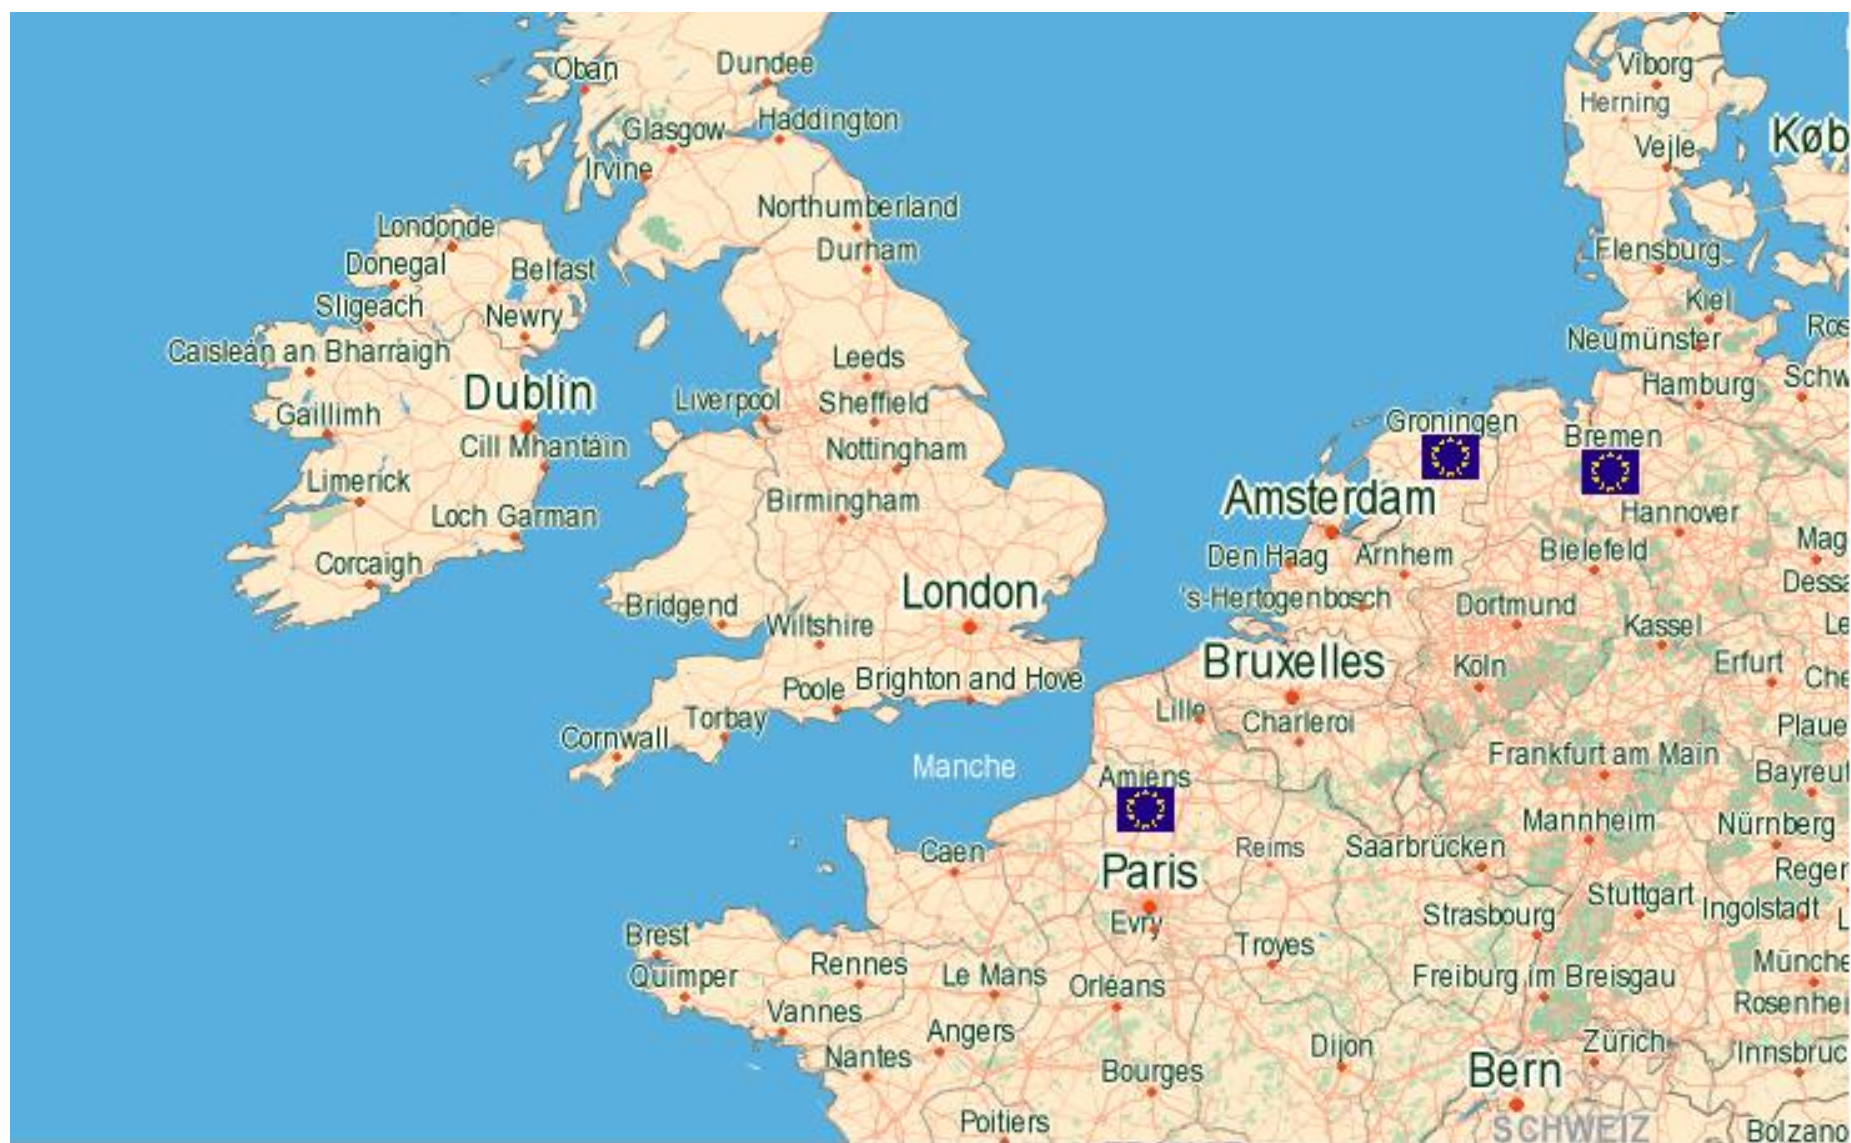 Oban
Dundee
Viborg
Herning
Glasgow
Haddington
Køb
Vejle
Irvine
Northumberland
Londonde
Durham
Flensburg
Donegal
Belfast
Sligeach
Newry
Kiel
Ros
Neumünster
Caisleán an Bharraigh
Leeds
Dublin
Liverpool
Sheffield
Hamburg
Schw
Gaillimh
Groningen
Bremen
Cill Mhantáin
Nottingham
Limerick
Birmingham
Amsterdam
Hannover
Loch Garman
Mag
Corcaigh
Den Haag
Arnhem
Bielefeld
Dess
London
Bridgend
's-Hertogenbosch
Dortmund
Wiltshire
Kassel
Le
Bruxelles
Köln
Erfurt
Che
Poole
Brighton and Hove
Torbay
Lille
Charleroi
Plaue
Cornwall
Manche
Amiens
Frankfurt am Main
Bayreut
Mannheim
Nürnberg
Caen
Reims
Saarbrücken
Paris
Reger
Stuttgart
Ingolstadt
L
Evry
Strasbourg
Brest
Troyes
Quimper
Rennes
Le Mans
Orléans
Freiburg im Breisgau
Münche
Vannes
Rosenhei
Angers
Nantes
Dijon
Zürich
Innsbruc
Bourges
Bern
Poitiers
SCHWEIZ
Bolzano